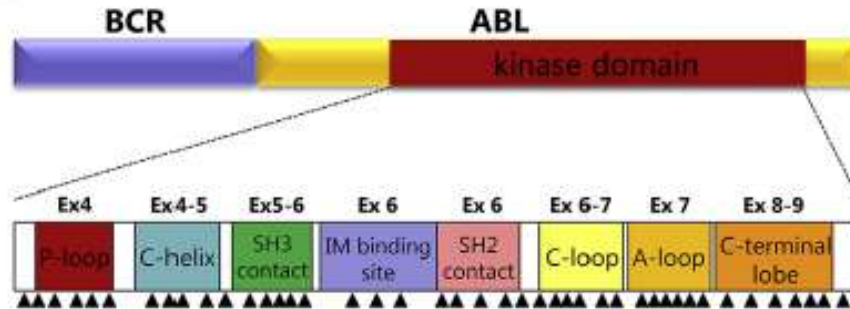 BCR ABL
kinase domain
Ex4 Ex4-5 Ex5-6 Ex 6 Ex 6 Ex 6-7 Ex 7 Ex 8-9
P-loop C-helix SH3 contact IM binding site SH2 contact C-loop A-loop C-terminal lobe